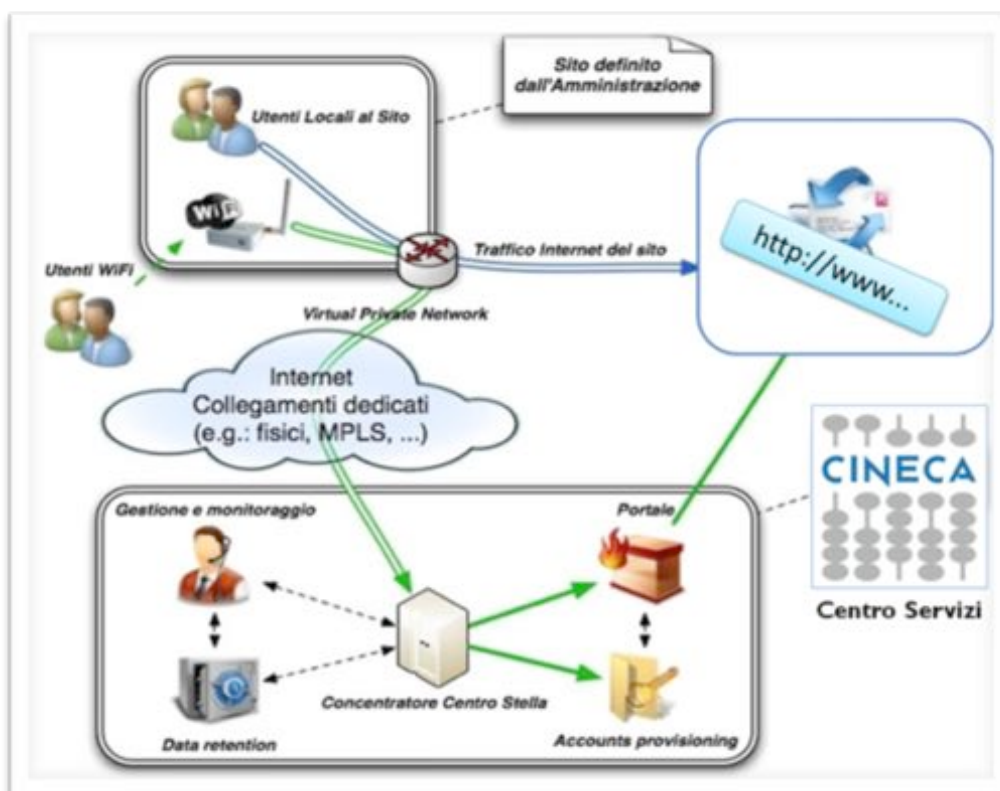 Sito definito
dall'Amministrazione
Utenti Locali al Sito
WiFi
Utenti WiFi
Traffico Internet del sito
http://www...
Virtual Private Network
Internet
Collegamenti dedicati
(e.g.: fisici, MPLS, ...)
CINECA
Centro Servizi
Gestione e monitoraggio
Portale
Concentratore Centro Stella
Data retention
Accounts provisioning